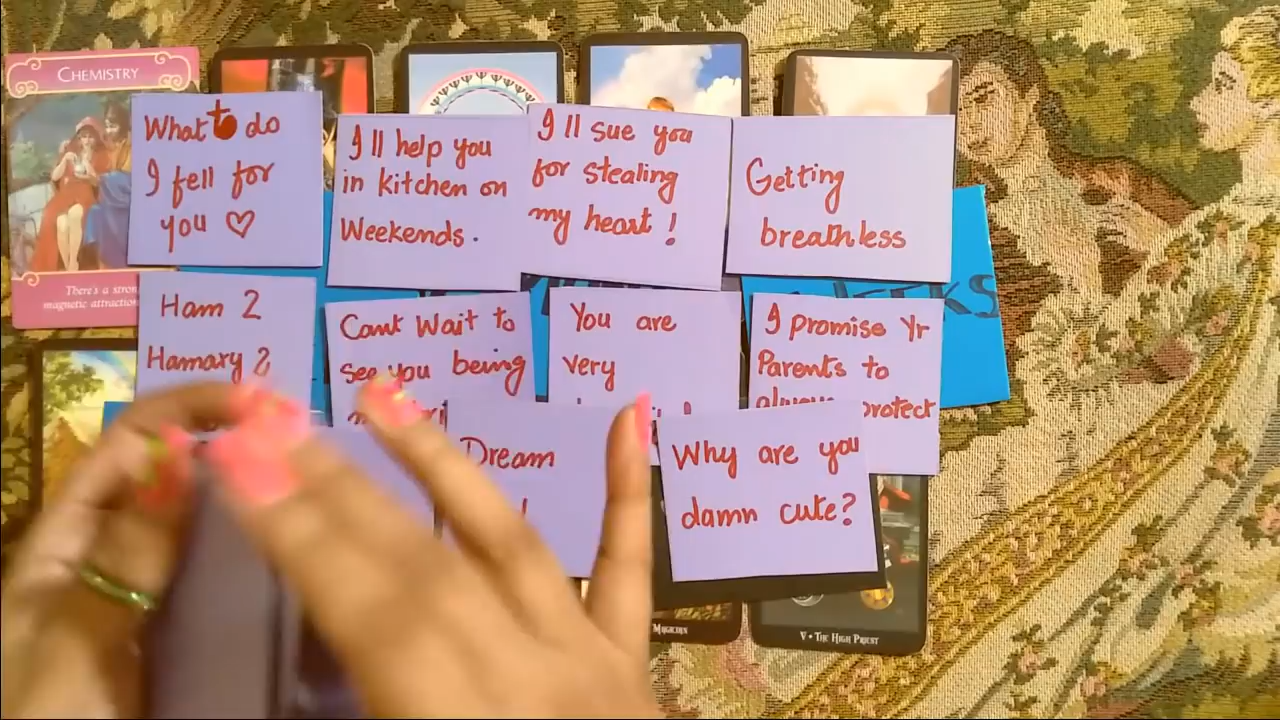 CHEMISTRY
There's a strong
magnetic attraction
What to do
I fell for
you ♡
I ll help you
in kitchen on
Weekends.
I ll sue you
for stealing
my heart !
Getting
breathless
EEKS
Ham 2
Hamary 2
Cant Wait to
see you being
You are
very
I promise Yr
Parents to
always protect
Dream
Why are you
damn cute?
MAGICIAN
V • THE HIGH PRIEST